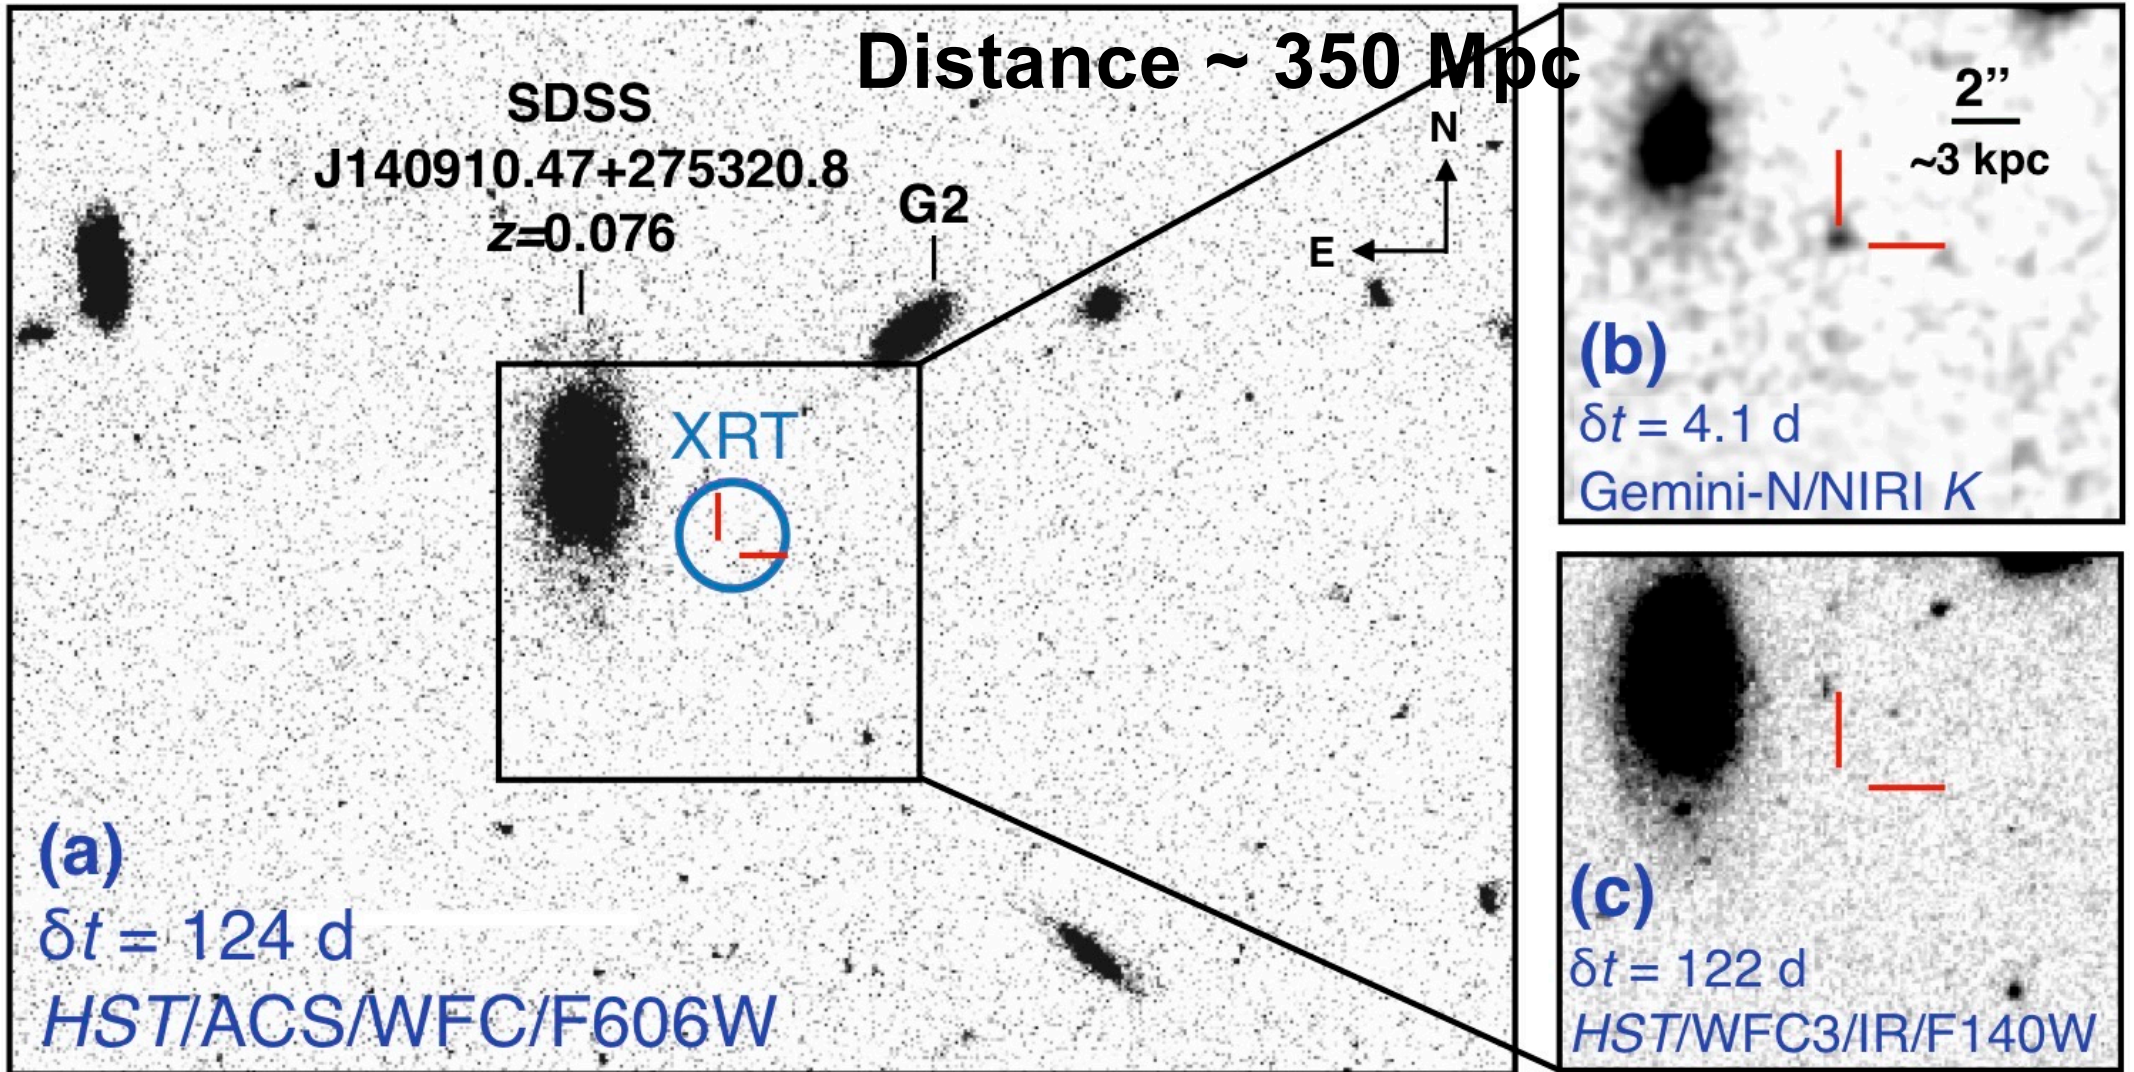 Distance ~ 350 Mpc
SDSS
J140910.47+275320.8
z=0.076
G2
N
E
XRT
(a)
δt = 124 d
HST/ACS/WFC/F606W
2’’
~3 kpc
(b)
δt = 4.1 d
Gemini-N/NIRI K
(c)
δt = 122 d
HST/WFC3/IR/F140W